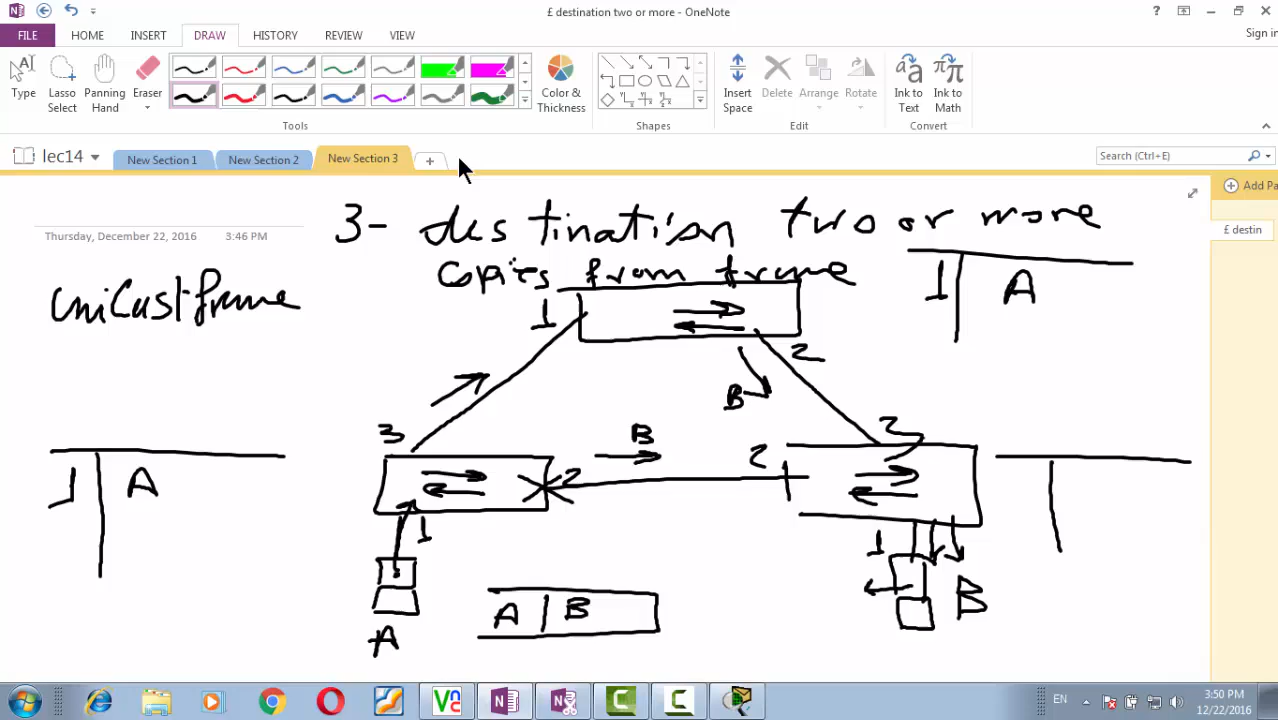 £ destination two or more - OneNote
?
Sign in
FILE HOME INSERT DRAW HISTORY REVIEW VIEW
Type
Lasso Select
Panning Hand
Eraser
Color & Thickness
Insert Space
Delete
Arrange
Rotate
Ink to Text
Ink to Math
Tools
Shapes
Edit
Convert
lec14
New Section 1
New Section 2
New Section 3
+
Search (Ctrl+E)
Add Pa
£ destin
Thursday, December 22, 2016 3:46 PM
3- destination two or more
copies from frame
unicast frame
1 A
1
2
B
3
B
2
2
2
1 A
1
1
B
A
A B
EN
3:50 PM
12/22/2016